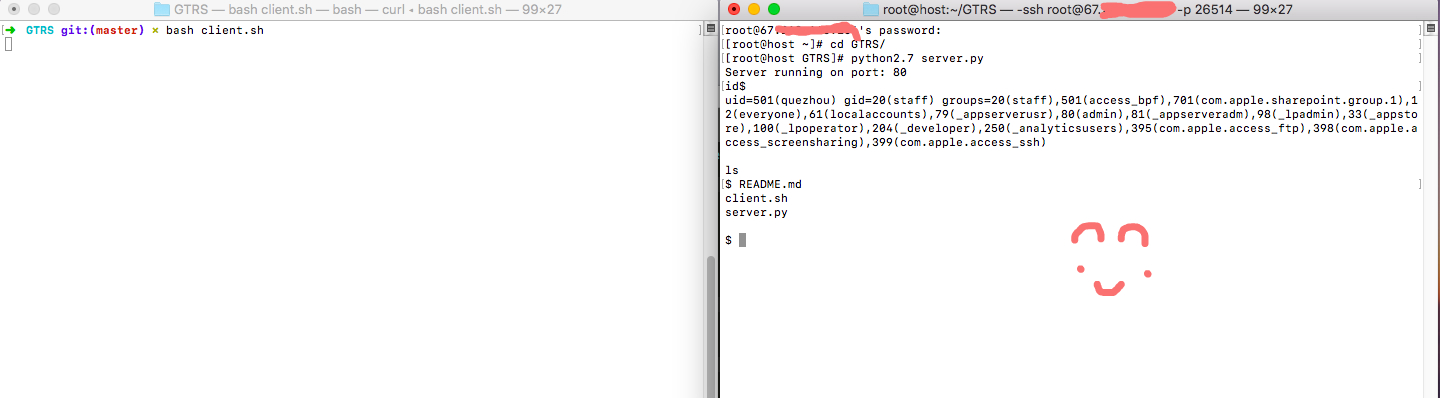 GTRS — bash client.sh — bash — curl ◂ bash client.sh — 99×27
[➜ GTRS git:(master) × bash client.sh ]
root@host:~/GTRS — -ssh root@67. -p 26514 — 99×27
[root@67. 's password: ]
[[root@host ~]# cd GTRS/ ]
[[root@host GTRS]# python2.7 server.py ]
Server running on port: 80
[id$ ]
uid=501(quezhou) gid=20(staff) groups=20(staff),501(access_bpf),701(com.apple.sharepoint.group.1),1
2(everyone),61(localaccounts),79(_appserverusr),80(admin),81(_appserveradm),98(_lpadmin),33(_appsto
re),100(_lpoperator),204(_developer),250(_analyticsusers),395(com.apple.access_ftp),398(com.apple.a
ccess_screensharing),399(com.apple.access_ssh)
ls
[$ README.md ]
client.sh
server.py
$